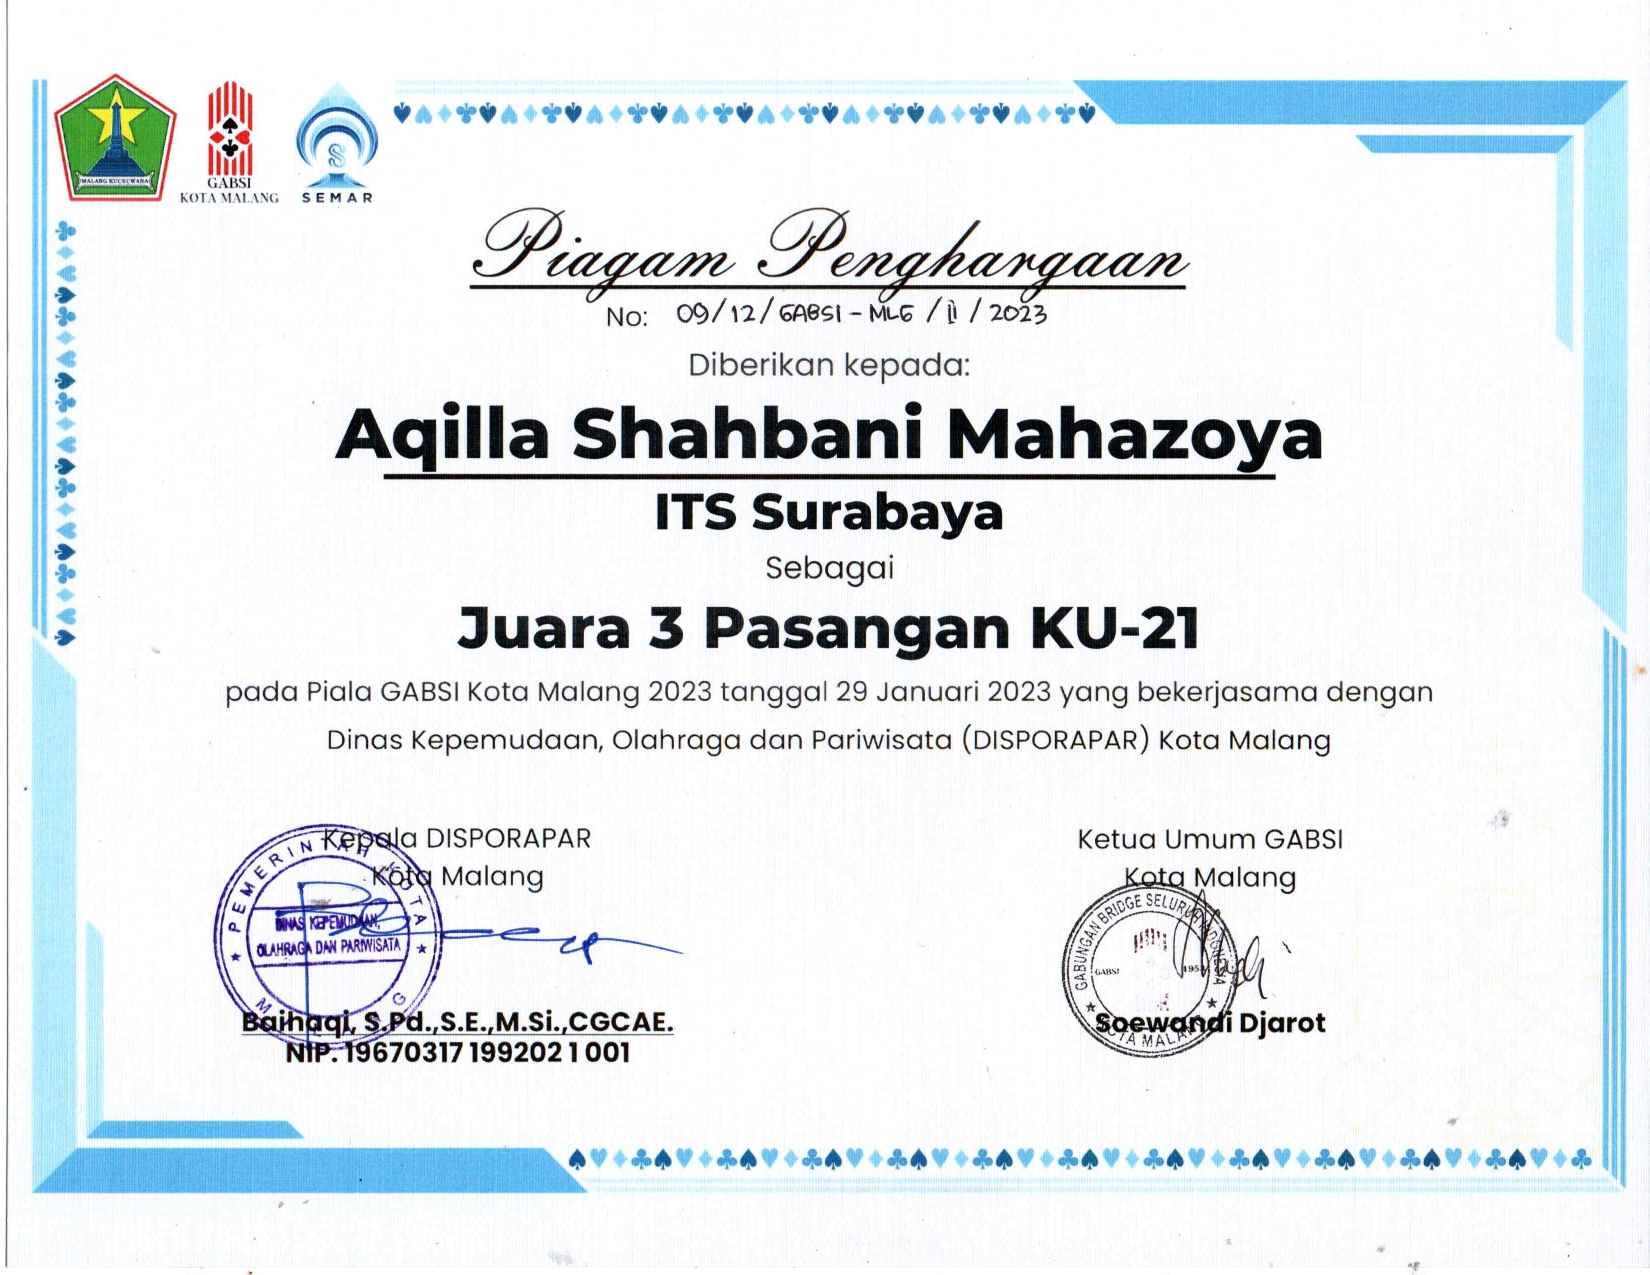 MALANG KUCECWARA
GABSI
KOTA MALANG
SEMAR
Piagam Penghargaan
No: 09/12/GABSI-MLG/II/2023
Diberikan kepada:
Aqilla Shahbani Mahazoya
ITS Surabaya
Sebagai
Juara 3 Pasangan KU-21
pada Piala GABSI Kota Malang 2023 tanggal 29 Januari 2023 yang bekerjasama dengan
Dinas Kepemudaan, Olahraga dan Pariwisata (DISPORAPAR) Kota Malang
Kepala DISPORAPAR
Kota Malang
PEMERINTAH KOTA
DINAS KEPEMUDAAN,
OLAHRAGA DAN PARIWISATA
MALANG
Baihaqi, S.Pd.,S.E.,M.Si.,CGCAE.
NIP. 19670317 199202 1 001
Ketua Umum GABSI
Kota Malang
GABUNGAN BRIDGE SELURUH INDONESIA
GABSI
1953
KOTA MALANG
Soewandi Djarot